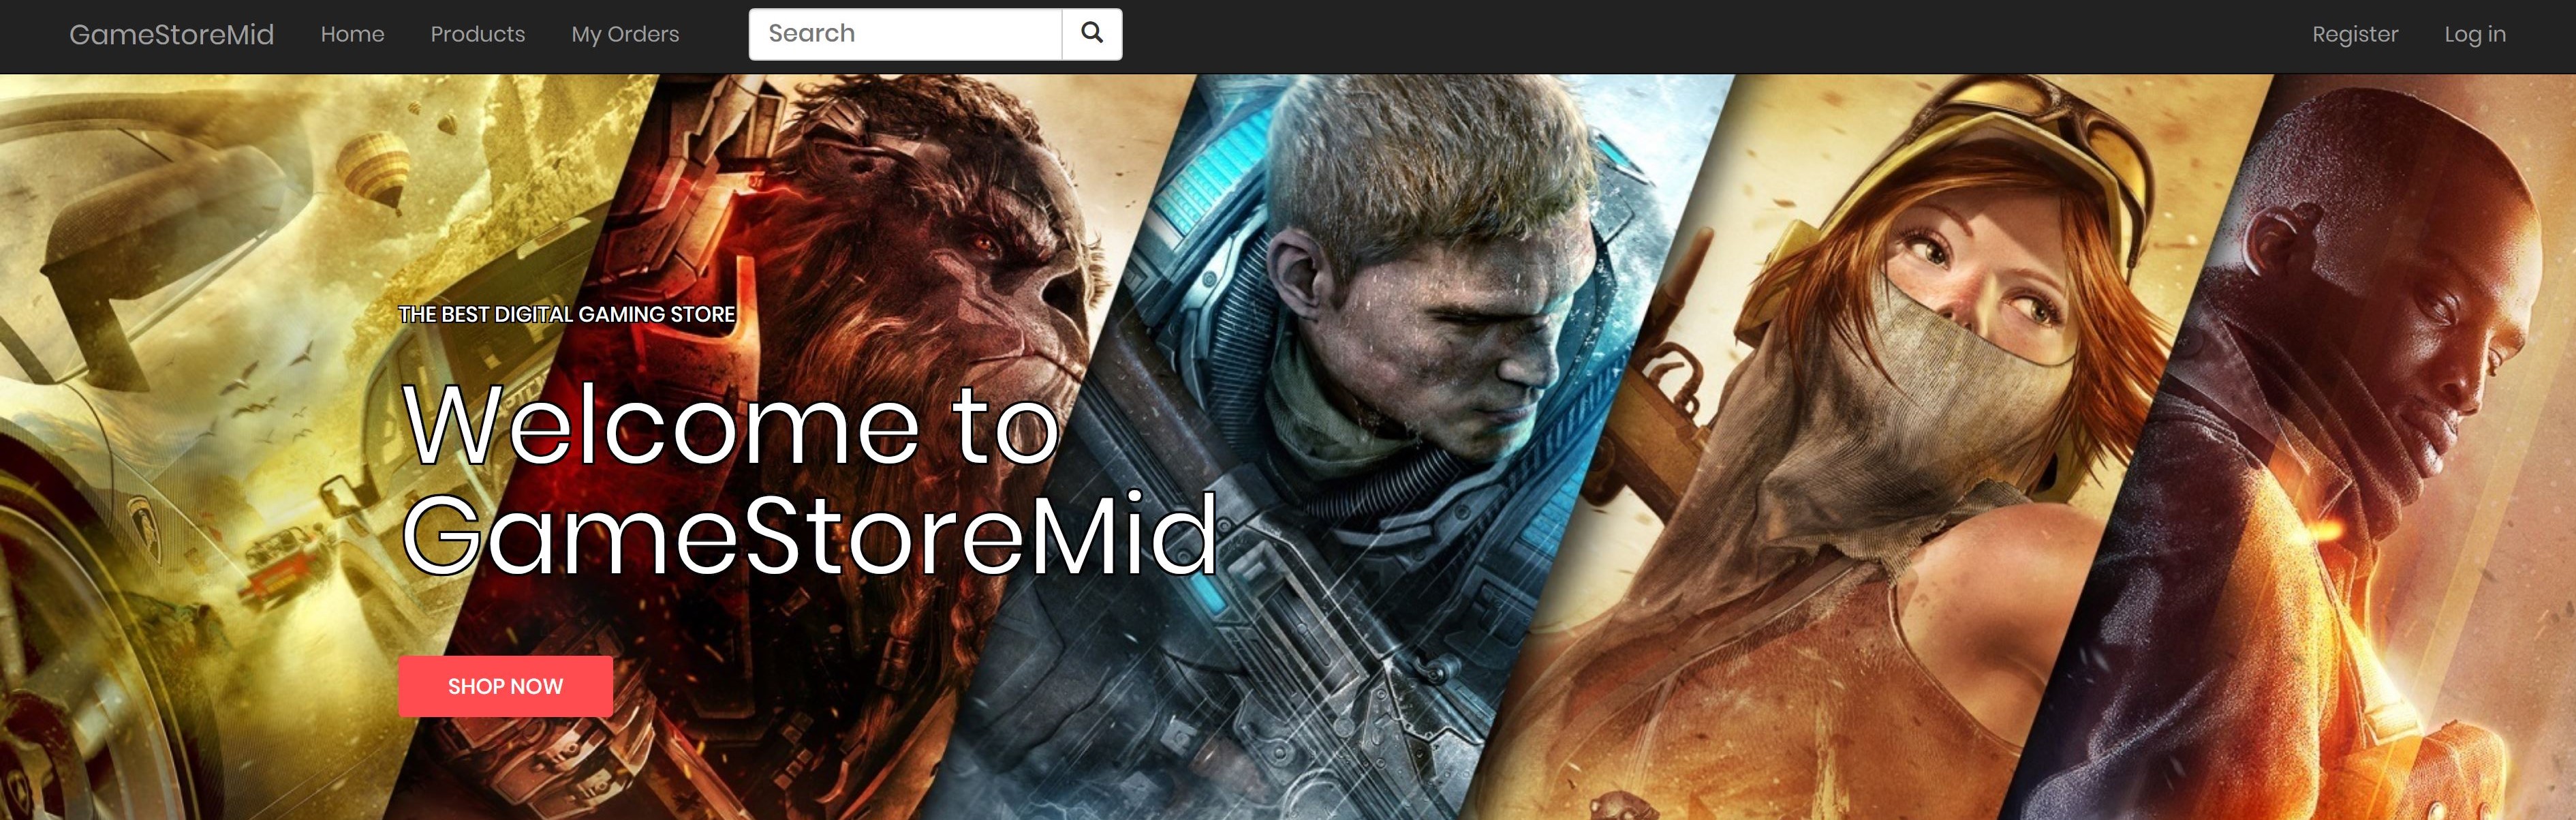 GameStoreMid Home Products My Orders Search Register Log in
THE BEST DIGITAL GAMING STORE
Welcome to
GameStoreMid
SHOP NOW